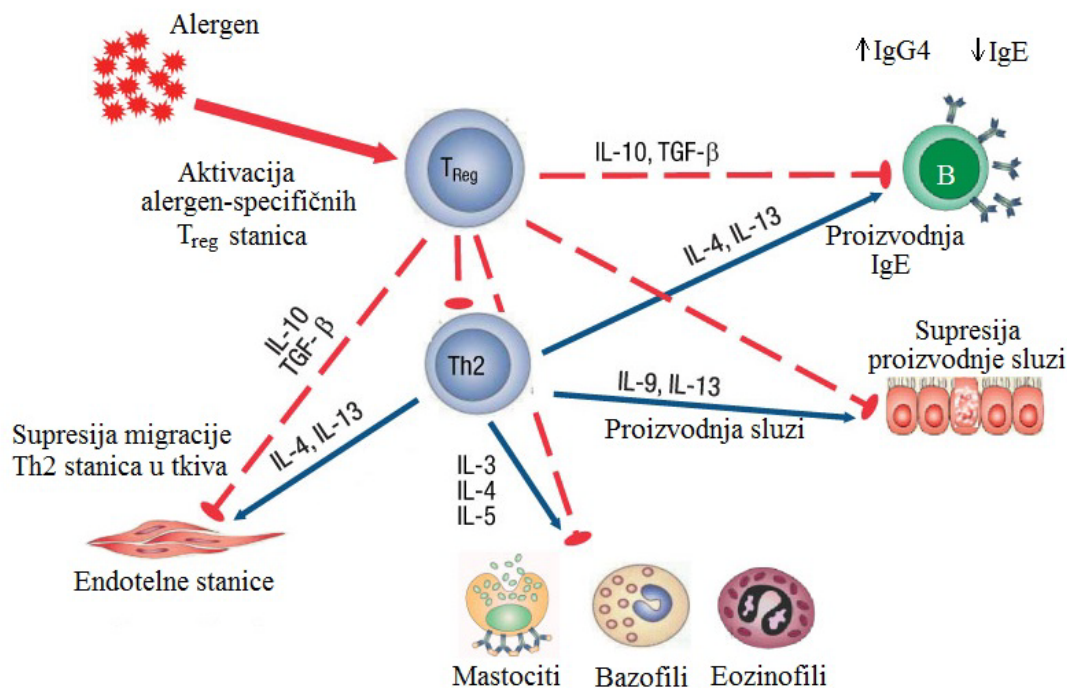 Alergen
↑IgG4 ↓IgE
T_Reg
IL-10, TGF-β
B
Aktivacija
alergen-specifičnih
T_reg stanica
IL-4, IL-13
Proizvodnja
IgE
IL-10
TGF-β
Th2
Supresija
proizvodnje sluzi
IL-9, IL-13
Proizvodnja sluzi
Supresija migracije
Th2 stanica u tkiva
IL-4, IL-13
IL-3
IL-4
IL-5
Endotelne stanice
Mastociti
Bazofili
Eozinofili